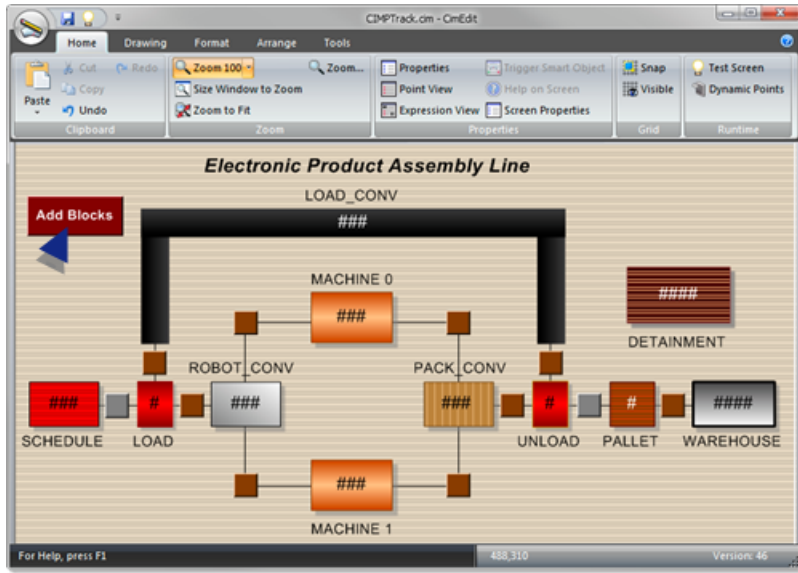 CIMPTrack.cim - CimEdit
Home Drawing Format Arrange Tools
Paste
Cut
Copy
Undo
Redo
Clipboard
Zoom 100
Size Window to Zoom
Zoom to Fit
Zoom...
Zoom
Properties
Point View
Expression View
Trigger Smart Object
Help on Screen
Screen Properties
Properties
Snap
Visible
Grid
Test Screen
Dynamic Points
Runtime
Electronic Product Assembly Line
LOAD_CONV
Add Blocks
###
MACHINE 0
###
####
DETAINMENT
ROBOT_CONV
PACK_CONV
###
#
###
###
#
#
####
SCHEDULE
LOAD
UNLOAD
PALLET
WAREHOUSE
###
MACHINE 1
For Help, press F1
488,310
Version: 46